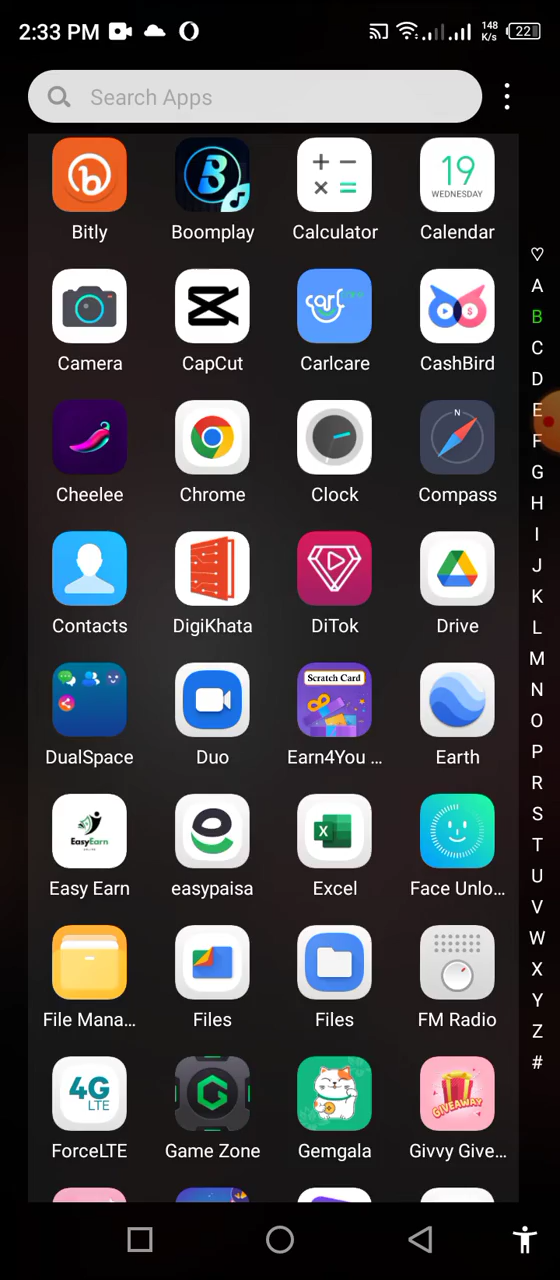 2:33 PM
148
K/s
22
Search Apps
19
WEDNESDAY
Bitly
Boomplay
Calculator
Calendar
carl
Camera
CapCut
Carlcare
CashBird
N
Cheelee
Chrome
Clock
Compass
Contacts
DigiKhata
DiTok
Drive
Scratch Card
DualSpace
Duo
Earn4You ...
Earth
EasyEarn
X
Easy Earn
easypaisa
Excel
Face Unlo...
File Mana...
Files
Files
FM Radio
4G
LTE
GIVEAWAY
ForceLTE
Game Zone
Gemgala
Givvy Give...
A
B
C
D
E
F
G
H
I
J
K
L
M
N
O
P
R
S
T
U
V
W
X
Y
Z
#